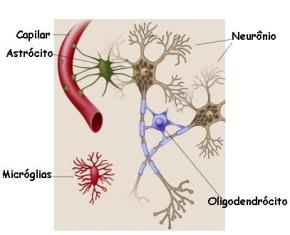 Capilar
Neurônio
Astrócito
Micróglias
Oligodendrócito